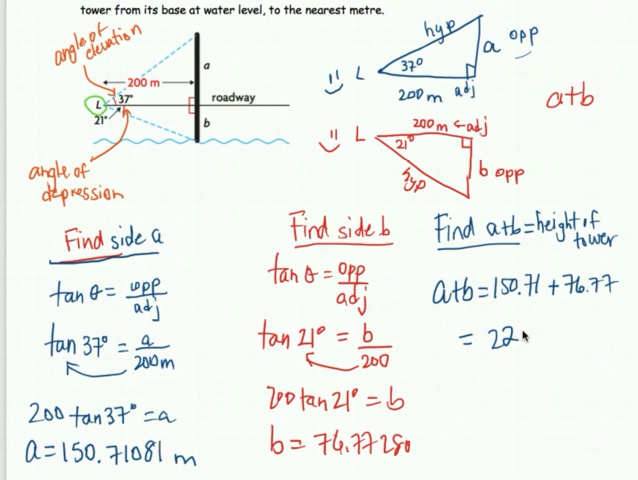 tower from its base at water level, to the nearest metre.
angle of
elevation
a
200 m
L
37°
roadway
21°
b
angle of
depression
hyp
a opp
L
37°
200m adj
a+b
200m ← adj
L
21°
b opp
hyp
Find side a
tan θ = opp/adj
tan 37° = a/200m
200 tan 37° = a
a = 150.71081 m
Find side b
tan θ = opp/adj
tan 21° = b/200
200 tan 21° = b
b = 76.77280
Find a+b = height of
tower
a+b = 150.71 + 76.77
= 22